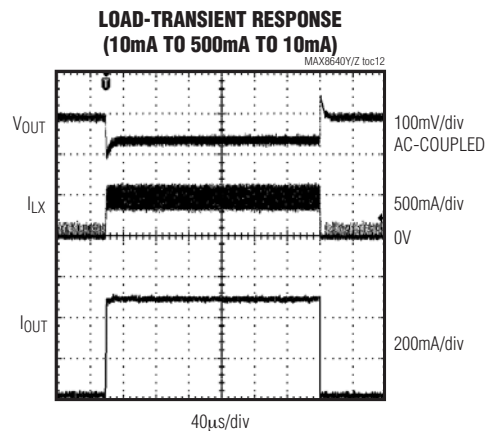 LOAD-TRANSIENT RESPONSE
(10mA TO 500mA TO 10mA)
MAX8640Y/Z toc12
VOUT
100mV/div
AC-COUPLED
ILX
500mA/div
0V
IOUT
200mA/div
40µs/div